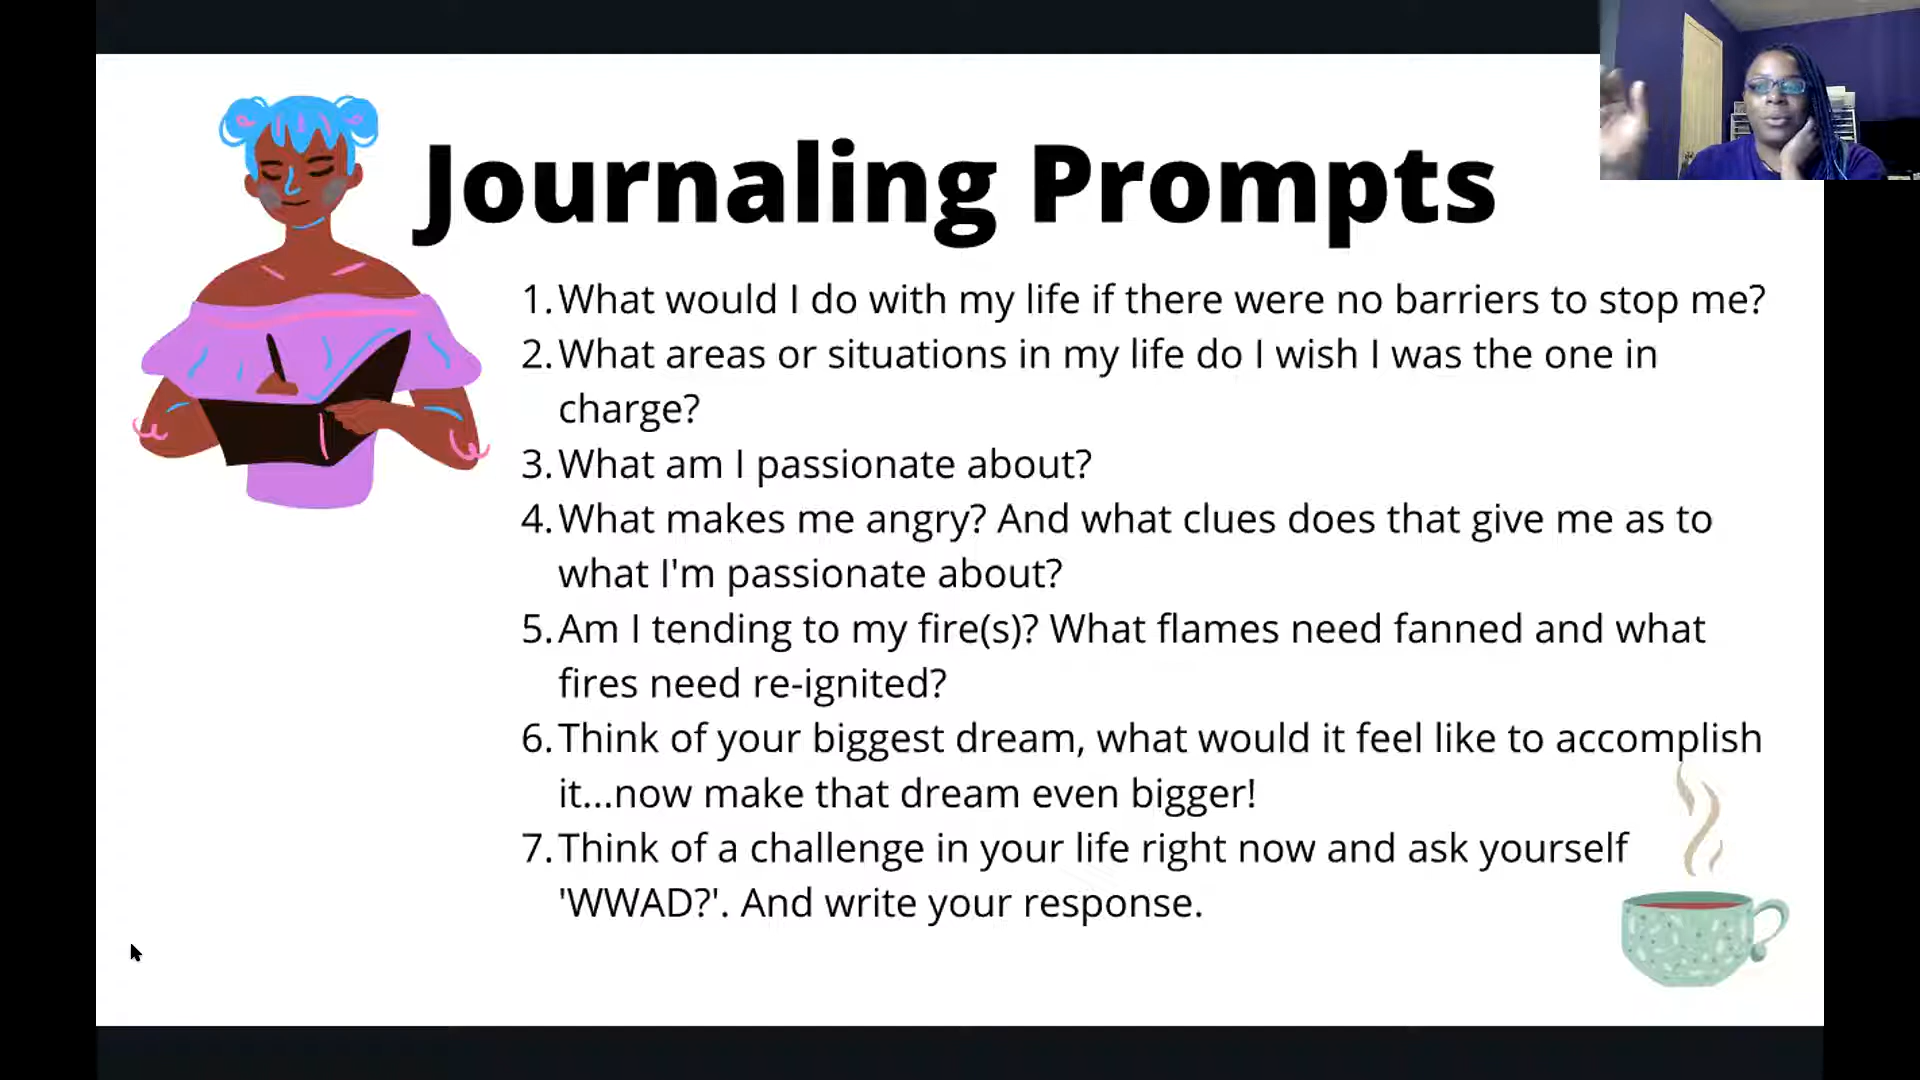 Journaling Prompts
1. What would I do with my life if there were no barriers to stop me?
2. What areas or situations in my life do I wish I was the one in
charge?
3. What am I passionate about?
4. What makes me angry? And what clues does that give me as to
what I'm passionate about?
5. Am I tending to my fire(s)? What flames need fanned and what
fires need re-ignited?
6. Think of your biggest dream, what would it feel like to accomplish
it...now make that dream even bigger!
7. Think of a challenge in your life right now and ask yourself
'WWAD?'. And write your response.